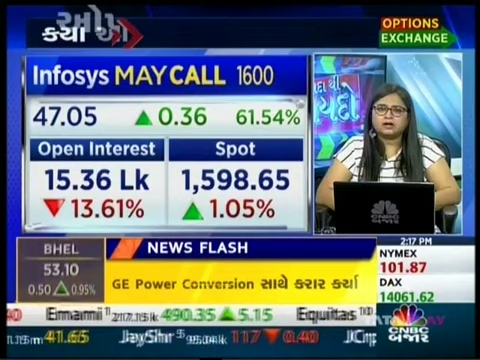 OPTIONS
EXCHANGE
Infosys MAY CALL 1600
47.05 0.36 61.54%
Open Interest Spot
15.36 Lk 1,598.65
13.61% 1.05%
CNBC
BHEL
53.10
0.50 0.95%
NEWS FLASH
GE Power Conversion સાથે કરાર કર્યા
2:17 PM
NYMEX
101.87
DAX
14061.62
Emami 490.35 5.15 Equitas
41.65 JayShr 117 0.40
CNBC
બજાર